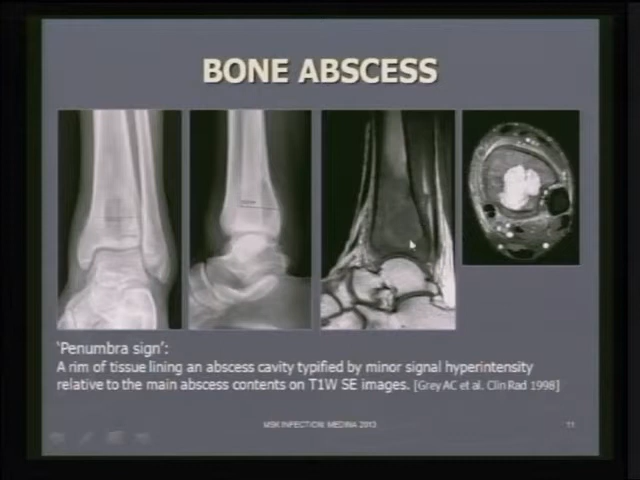 BONE ABSCESS
'Penumbra sign':
A rim of tissue lining an abscess cavity typified by minor signal hyperintensity
relative to the main abscess contents on T1W SE images. [Grey AC et al. Clin Rad 1998]
MSK INFECTION: MEDINA 2013
11